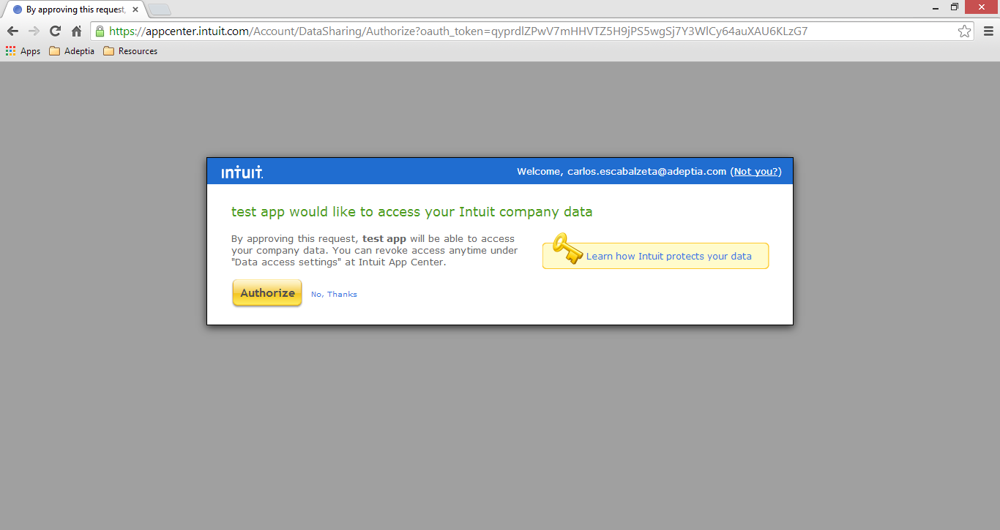 By approving this request,
https://appcenter.intuit.com/Account/DataSharing/Authorize?oauth_token=qyprdlZPwV7mHHVTZ5H9jPS5wgSj7Y3WlCy64auXAU6KLzG7
Apps Adeptia Resources
intuit. Welcome, carlos.escabalzeta@adeptia.com (Not you?)
test app would like to access your Intuit company data
By approving this request, test app will be able to access
your company data. You can revoke access anytime under
"Data access settings" at Intuit App Center.
Learn how Intuit protects your data
Authorize No, Thanks